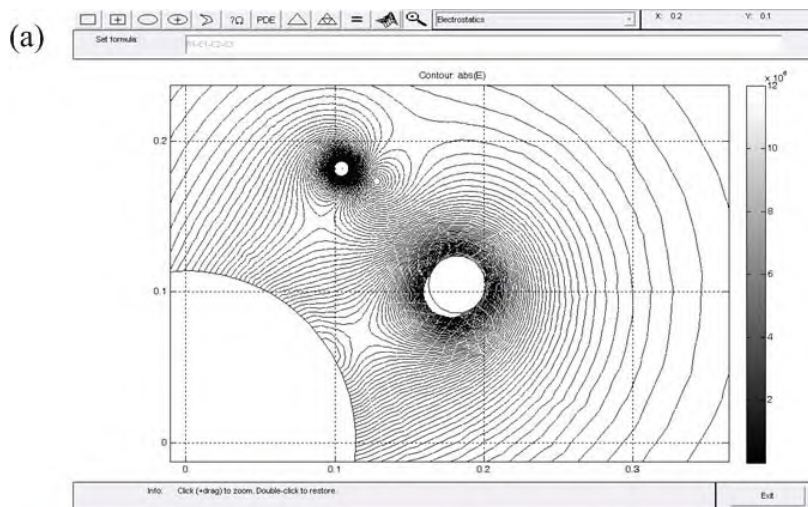 (a)
?Ω PDE = Electrostatics X: 0.2 Y: 0.1
Set formula:
Contour: abs(E)
x 10⁶
12
10
8
6
4
2
0.2
0.1
0
0 0.1 0.2 0.3
Info: Click (+drag) to zoom. Double-click to restore.
Exit